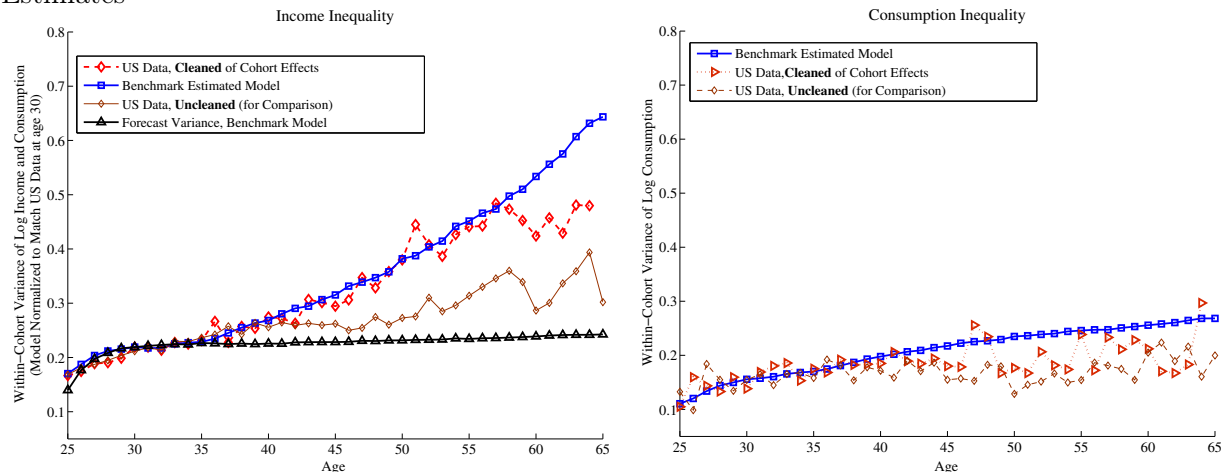 Estimates
Income Inequality
Within−Cohort Variance of Log Income and Consumption
(Model Normalized to Match US Data at age 30)
0.8
0.7
0.6
0.5
0.4
0.3
0.2
0.1
US Data, Cleaned of Cohort Effects
Benchmark Estimated Model
US Data, Uncleaned (for Comparison)
Forecast Variance, Benchmark Model
25 30 35 40 45 50 55 60 65
Age
Consumption Inequality
Within−Cohort Variance of Log Consumption
0.8
0.7
0.6
0.5
0.4
0.3
0.2
0.1
Benchmark Estimated Model
US Data,Cleaned of Cohort Effects
US Data, Uncleaned (for Comparison)
25 30 35 40 45 50 55 60 65
Age